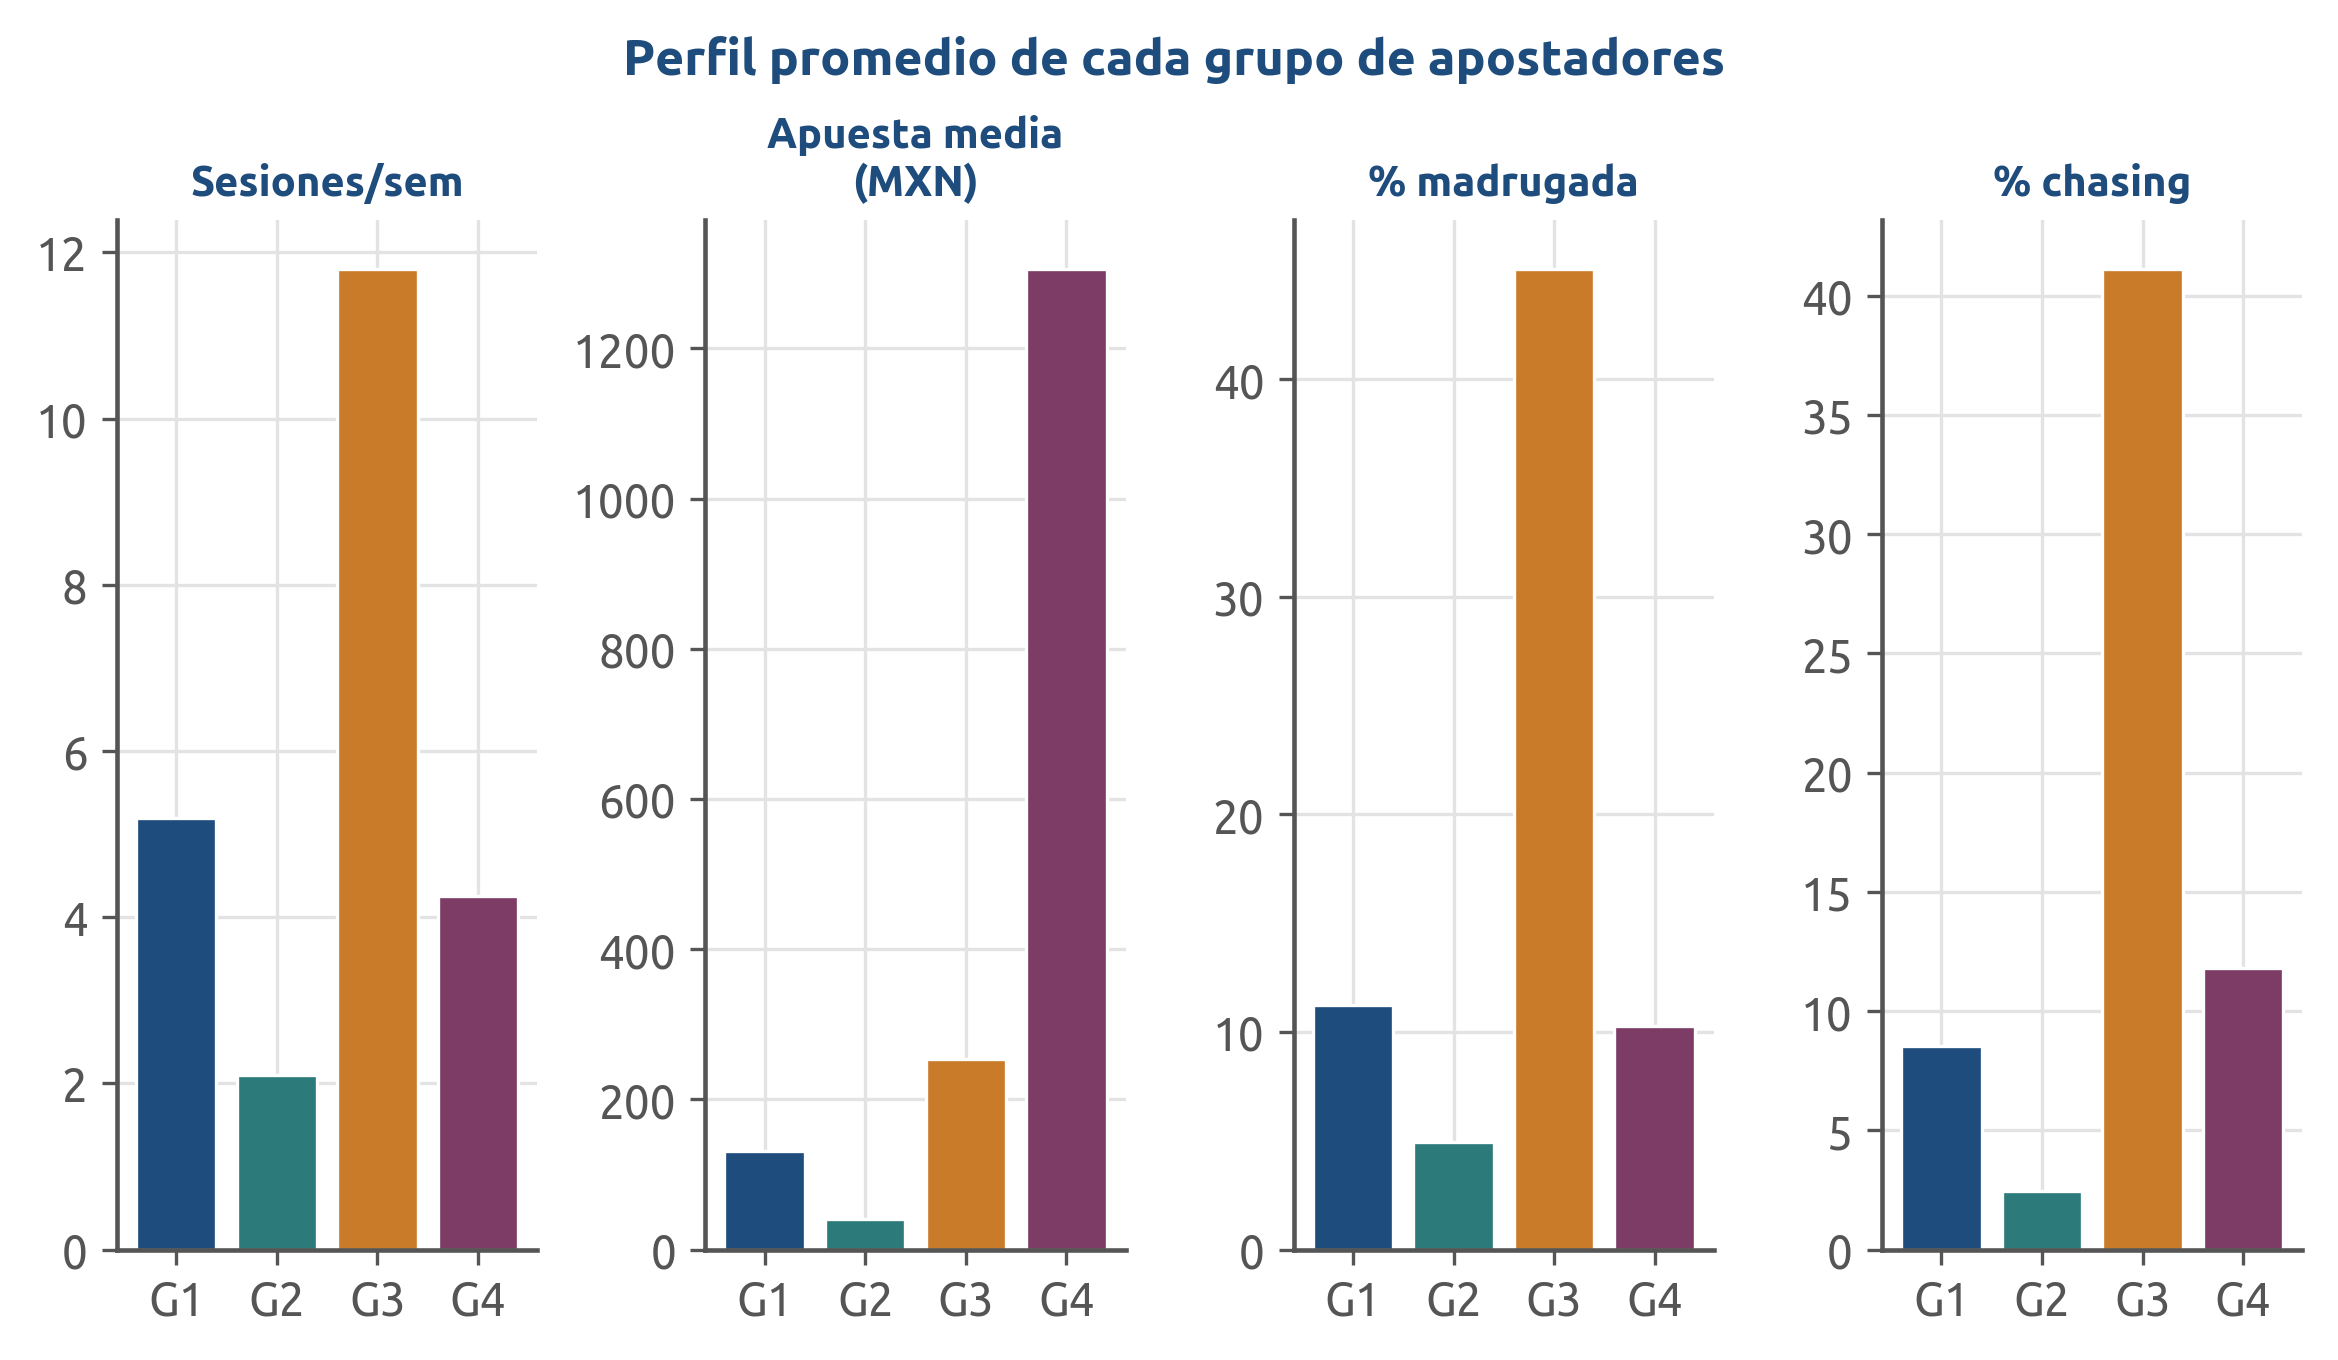 Perfil promedio de cada grupo de apostadores
Sesiones/sem
12
10
8
6
4
2
0
G1 G2 G3 G4
Apuesta media
(MXN)
1200
1000
800
600
400
200
0
G1 G2 G3 G4
% madrugada
40
30
20
10
0
G1 G2 G3 G4
% chasing
40
35
30
25
20
15
10
5
0
G1 G2 G3 G4